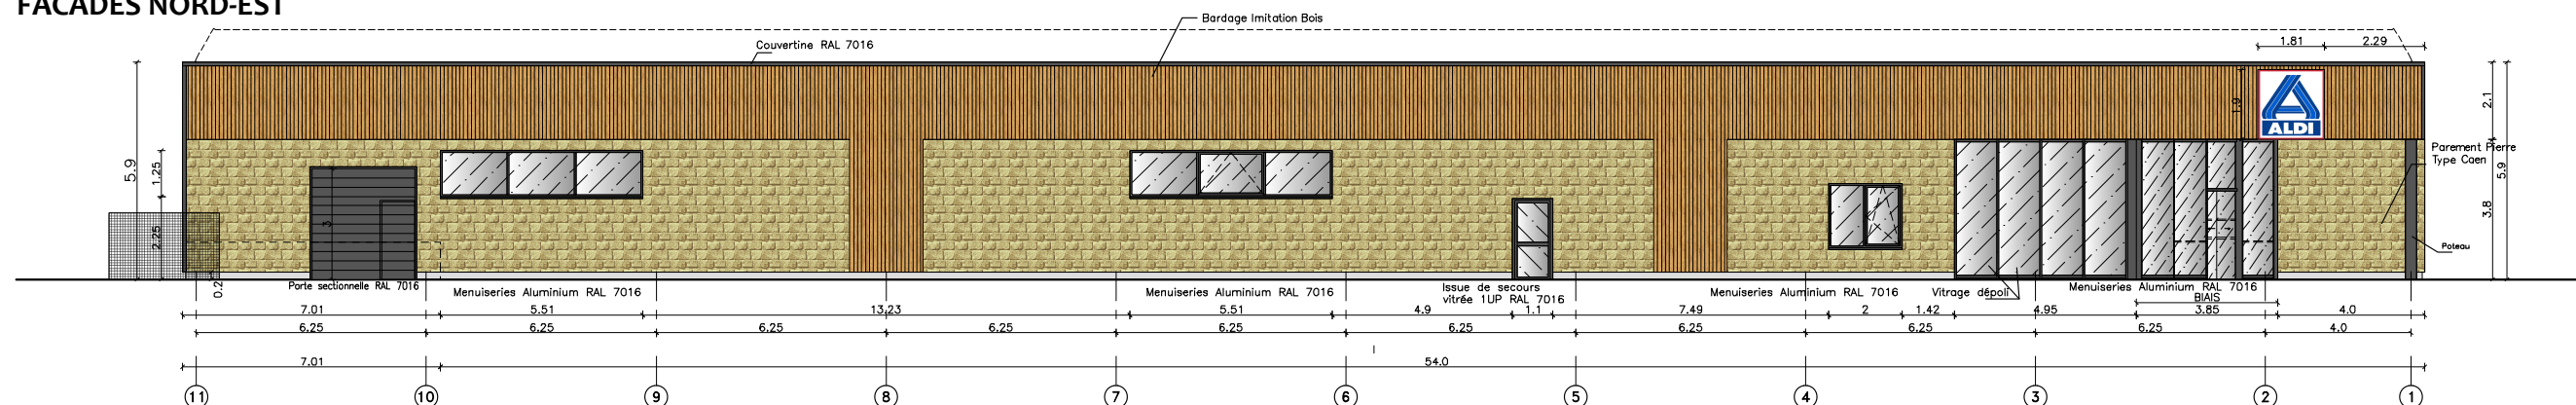 FACADES NORD-EST
Bardage Imitation Bois
Couvertine RAL 7016
1.81
2.29
5.9
1.25
2.25
0.2
3
1.9
ALDI
2.1
3.8
5.9
Parement Pierre
Type Caen
Poteau
Porte sectionnelle RAL 7016
Menuiseries Aluminium RAL 7016
Menuiseries Aluminium RAL 7016
Issue de secours
vitrée 1UP RAL 7016
Menuiseries Aluminium RAL 7016
Vitrage dépoli
Menuiseries Aluminium RAL 7016
BIAIS
7.01
5.51
13.23
5.51
4.9
1.1
7.49
2
1.42
4.95
3.85
4.0
6.25
6.25
6.25
6.25
6.25
6.25
6.25
6.25
6.25
4.0
7.01
54.0
11
10
9
8
7
6
5
4
3
2
1